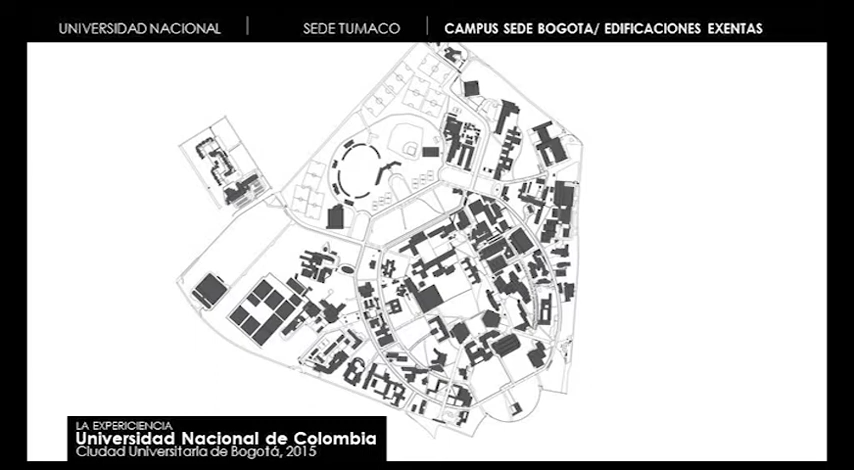 UNIVERSIDAD NACIONAL | SEDE TUMACO | CAMPUS SEDE BOGOTA/ EDIFICACIONES EXENTAS
LA EXPERICIENCIA
Universidad Nacional de Colombia
Ciudad Universitaria de Bogotá, 2015